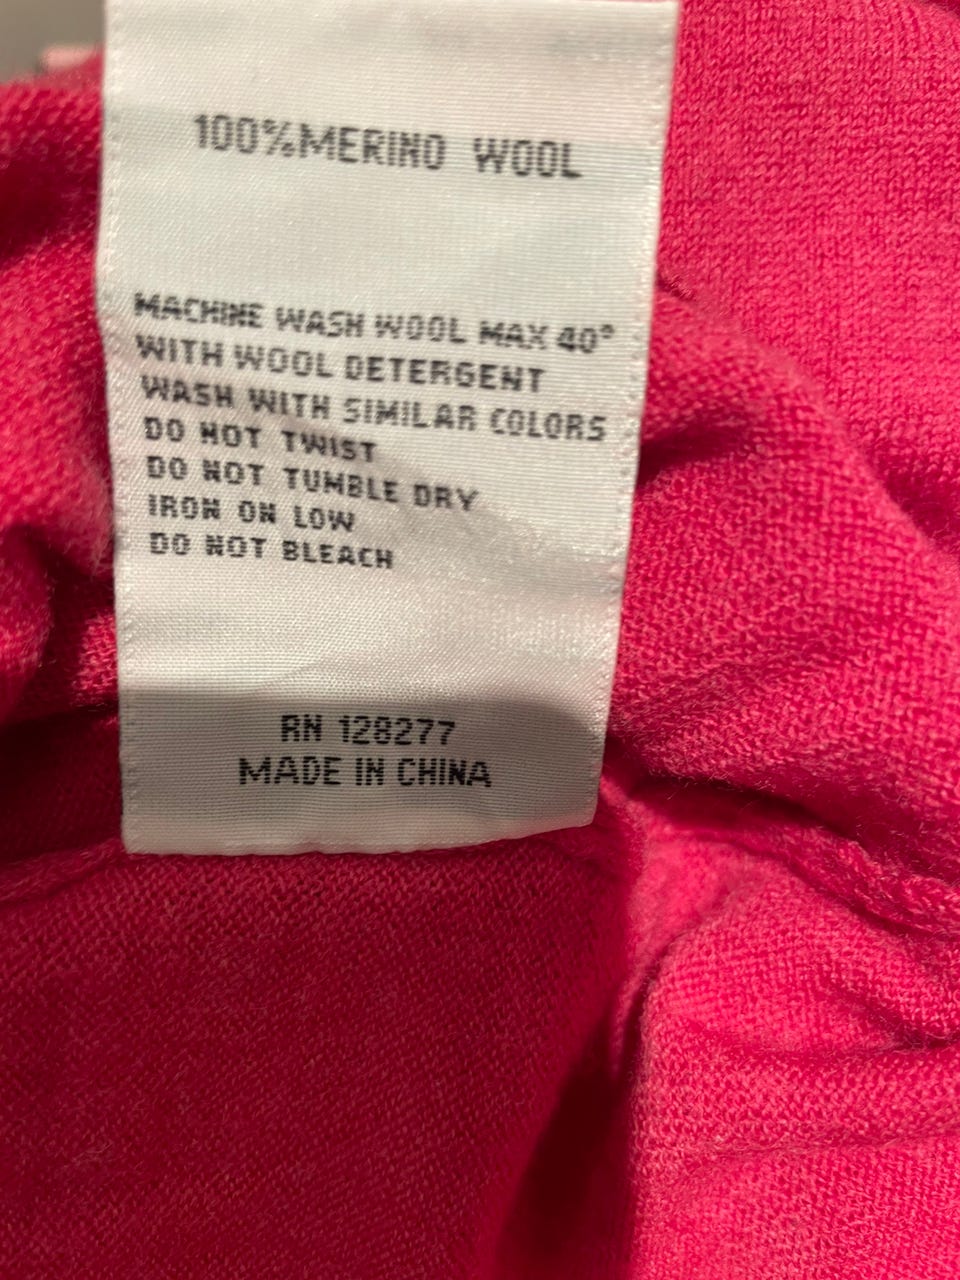 100%MERINO WOOL
MACHINE WASH WOOL MAX 40°
WITH WOOL DETERGENT
WASH WITH SIMILAR COLORS
DO NOT TWIST
DO NOT TUMBLE DRY
IRON ON LOW
DO NOT BLEACH
RN 128277
MADE IN CHINA